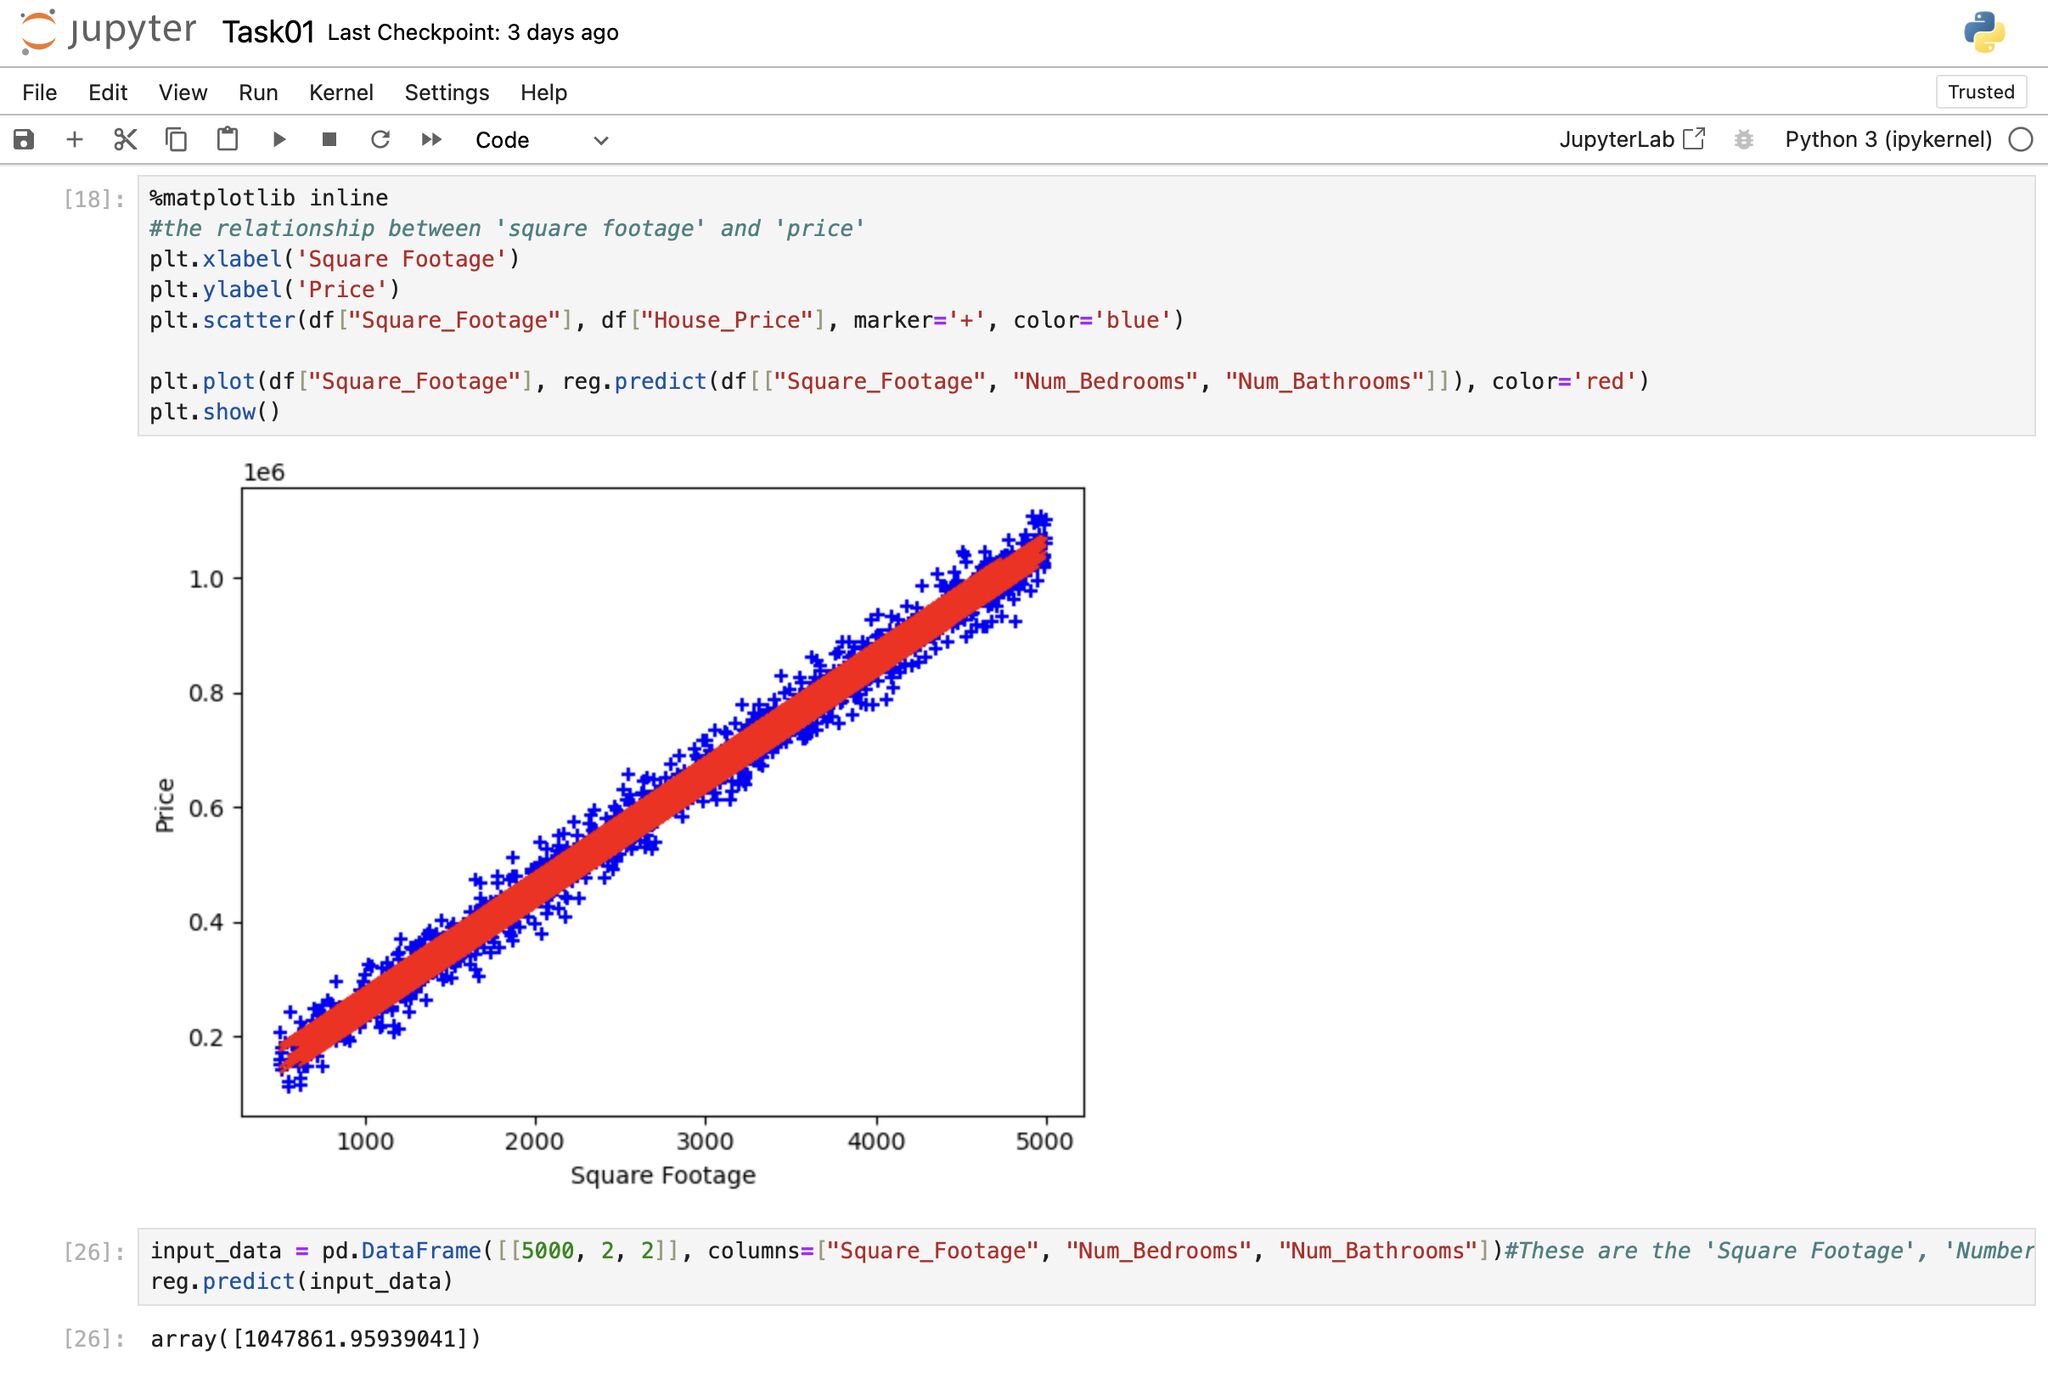 jupyter Task01 Last Checkpoint: 3 days ago
File Edit View Run Kernel Settings Help Trusted
Code JupyterLab Python 3 (ipykernel)
[18]: %matplotlib inline
#the relationship between 'square footage' and 'price'
plt.xlabel('Square Footage')
plt.ylabel('Price')
plt.scatter(df["Square_Footage"], df["House_Price"], marker='+', color='blue')
plt.plot(df["Square_Footage"], reg.predict(df[["Square_Footage", "Num_Bedrooms", "Num_Bathrooms"]]), color='red')
plt.show()
1e6
1.0
0.8
0.6
0.4
0.2
Price
1000 2000 3000 4000 5000
Square Footage
[26]: input_data = pd.DataFrame([[5000, 2, 2]], columns=["Square_Footage", "Num_Bedrooms", "Num_Bathrooms"])#These are the 'Square Footage', 'Number
reg.predict(input_data)
[26]: array([1047861.95939041])